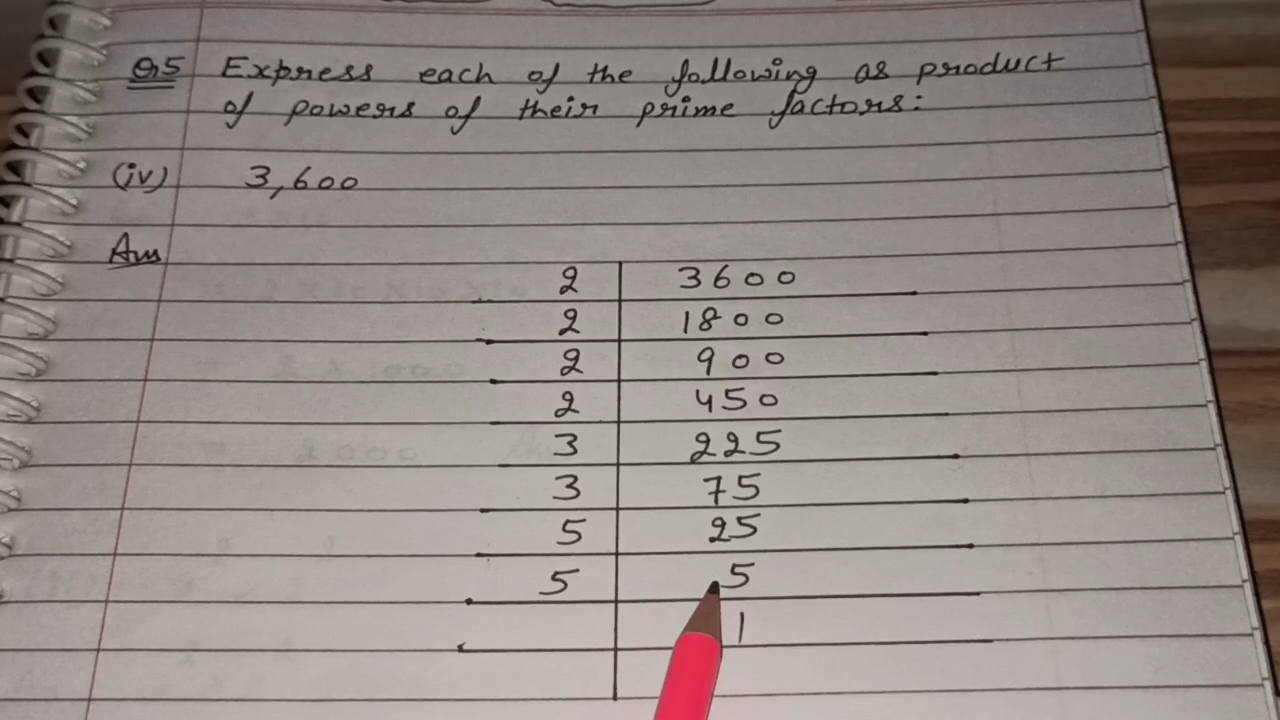 Q5 Express each of the following as product
of powers of their prime factors:
(iv) 3,600
Ans
2 3600
2 1800
2 900
2 450
3 225
3 75
5 25
5 5
1